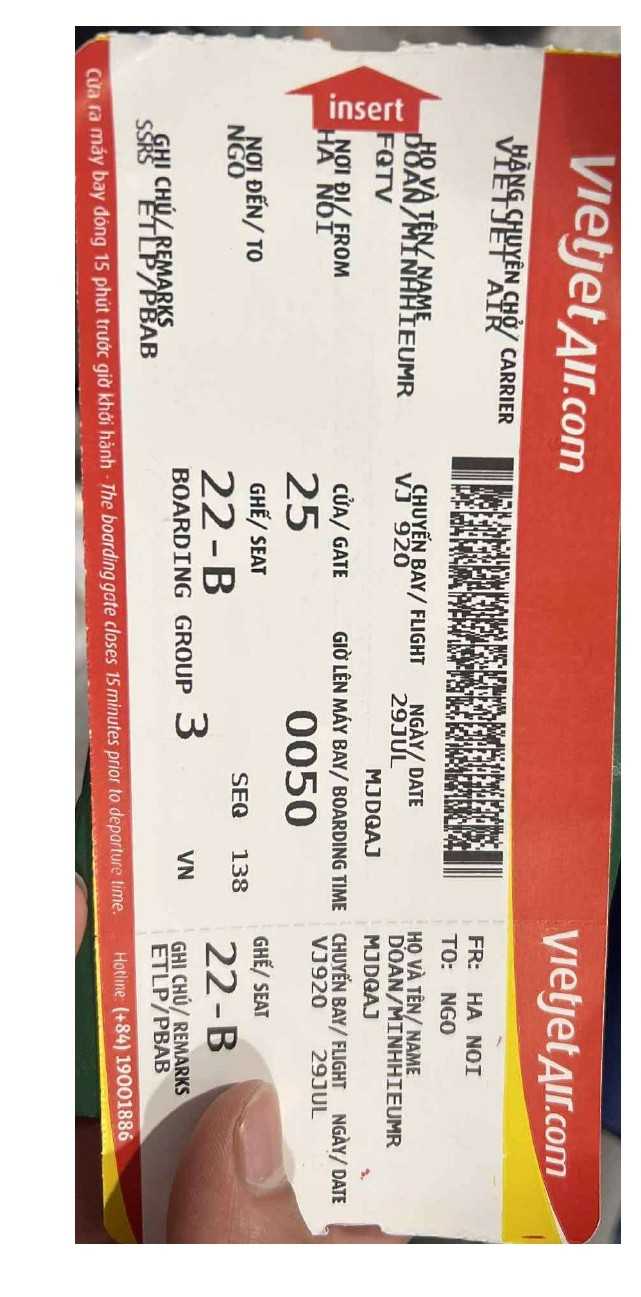 vietjetAir.com
HÃNG CHUYÊN CHỞ/ CARRIER
VIETJET AIR
HỌ VÀ TÊN/ NAME
DOAN/MINHHIEUMR
FQTV
CHUYẾN BAY/ FLIGHT
VJ 920
NGÀY/ DATE
29JUL
MJDQAJ
insert
NƠI ĐI/ FROM
HA NOI
CỬA/ GATE
25
GIỜ LÊN MÁY BAY/ BOARDING TIME
0050
NƠI ĐẾN/ TO
NGO
GHẾ/ SEAT
22-B
SEQ 138
GHI CHÚ/ REMARKS
SSRS ETLP/PBAB
BOARDING GROUP 3
VN
Cửa ra máy bay đóng 15 phút trước giờ khởi hành - The boarding gate closes 15 minutes prior to departure time.
vietjetAir.com
FR: HA NOI
TO: NGO
HỌ VÀ TÊN/ NAME
DOAN/MINHHIEUMR
MJDQAJ
CHUYẾN BAY/ FLIGHT NGÀY/ DATE
VJ920 29JUL
GHẾ/ SEAT
22-B
GHI CHÚ/ REMARKS
ETLP/PBAB
Hotline: (+84) 19001886